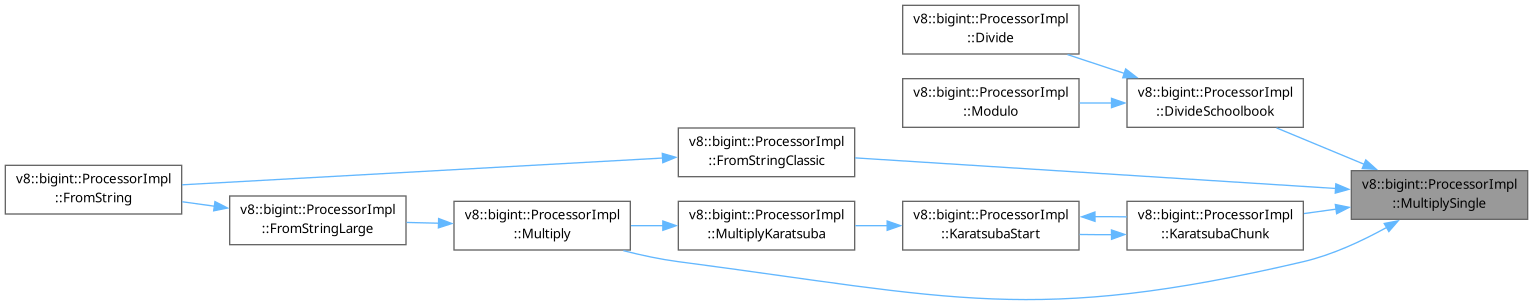 v8::bigint::ProcessorImpl
::Divide
v8::bigint::ProcessorImpl
::Modulo
v8::bigint::ProcessorImpl
::DivideSchoolbook
v8::bigint::ProcessorImpl
::FromStringClassic
v8::bigint::ProcessorImpl
::FromString
v8::bigint::ProcessorImpl
::FromStringLarge
v8::bigint::ProcessorImpl
::Multiply
v8::bigint::ProcessorImpl
::MultiplyKaratsuba
v8::bigint::ProcessorImpl
::KaratsubaStart
v8::bigint::ProcessorImpl
::KaratsubaChunk
v8::bigint::ProcessorImpl
::MultiplySingle